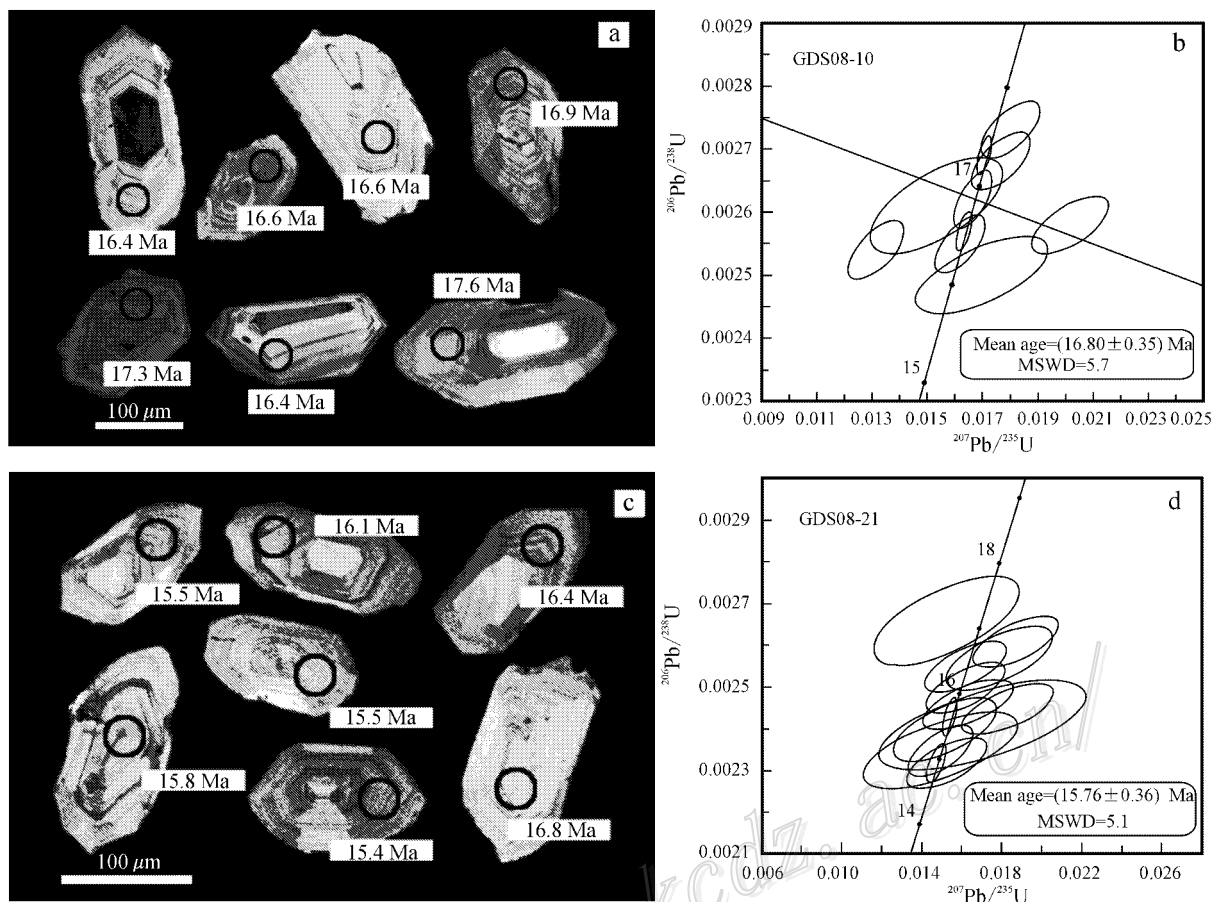 a
16.4 Ma
16.6 Ma
16.6 Ma
16.9 Ma
17.3 Ma
16.4 Ma
17.6 Ma
100 μm
b
GDS08-10
0.0029
0.0028
0.0027
0.0026
0.0025
0.0024
0.0023
²⁰⁶Pb/²³⁸U
17
15
Mean age=(16.80±0.35) Ma
MSWD=5.7
0.009 0.011 0.013 0.015 0.017 0.019 0.021 0.023 0.025
²⁰⁷Pb/²³⁵U
c
15.5 Ma
16.1 Ma
16.4 Ma
15.5 Ma
15.8 Ma
15.4 Ma
16.8 Ma
100 μm
d
GDS08-21
0.0029
0.0027
0.0025
0.0023
0.0021
²⁰⁶Pb/²³⁸U
18
16
14
Mean age=(15.76±0.36) Ma
MSWD=5.1
0.006 0.010 0.014 0.018 0.022 0.026
²⁰⁷Pb/²³⁵U
kcdz. ac. cn/